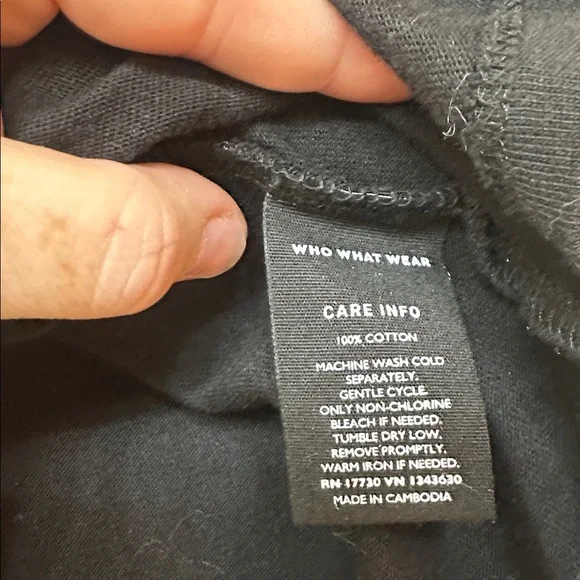 WHO WHAT WEAR
CARE INFO
100% COTTON
MACHINE WASH COLD
SEPARATELY.
GENTLE CYCLE.
ONLY NON-CHLORINE
BLEACH IF NEEDED.
TUMBLE DRY LOW.
REMOVE PROMPTLY.
WARM IRON IF NEEDED.
RN 17730 VN 1343630
MADE IN CAMBODIA